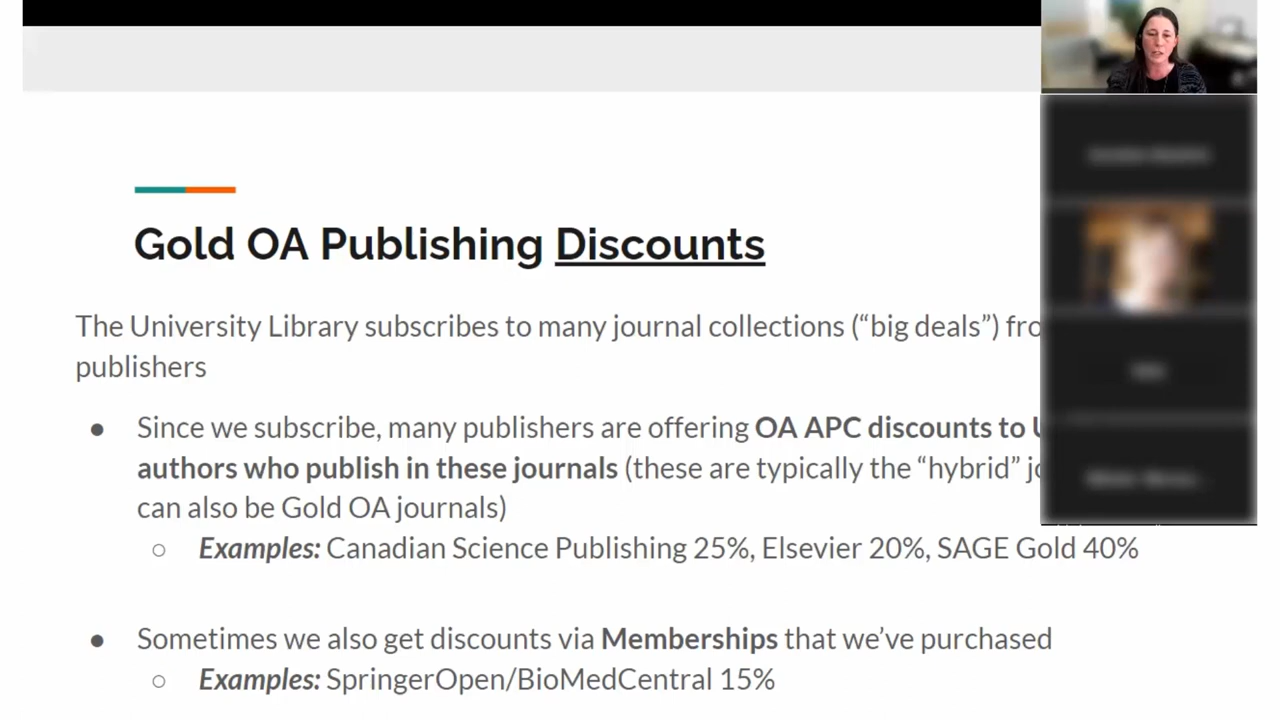 Gold OA Publishing Discounts
The University Library subscribes to many journal collections (“big deals”)
publishers
● Since we subscribe, many publishers are offering OA APC discounts to
authors who publish in these journals (these are typically the “hybrid”
can also be Gold OA journals)
○ Examples: Canadian Science Publishing 25%, Elsevier 20%, SAGE Gold 40%
● Sometimes we also get discounts via Memberships that we’ve purchased
○ Examples: SpringerOpen/BioMedCentral 15%